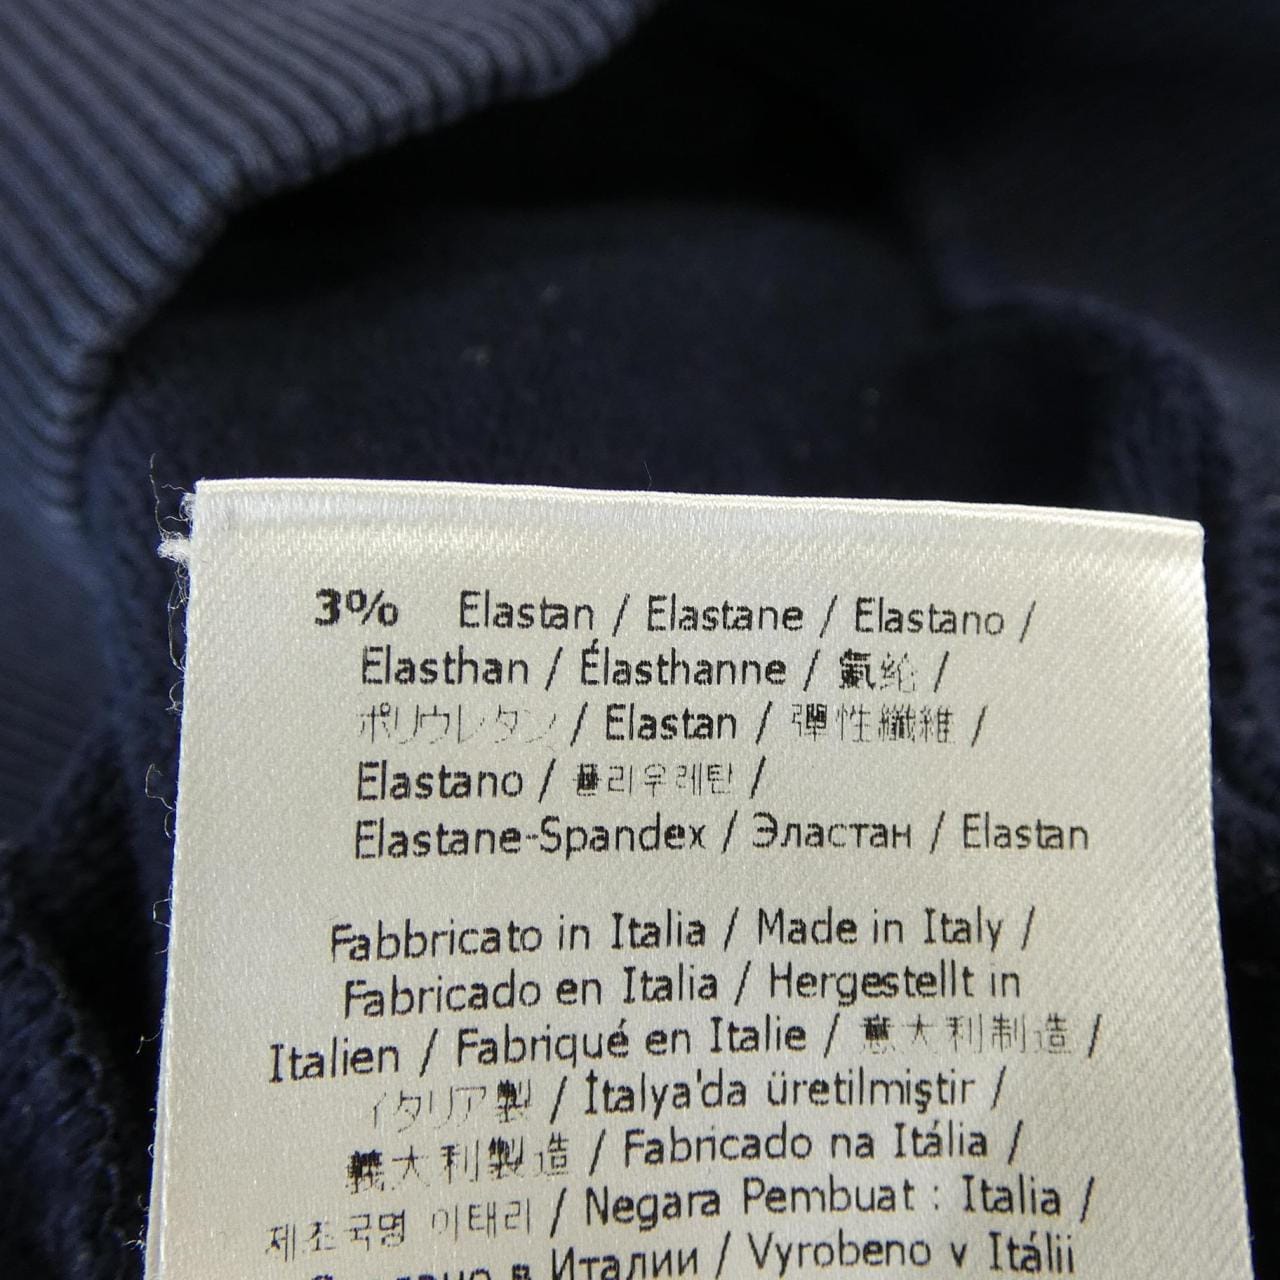 3% Elastan / Elastane / Elastano /
Elasthan / Élasthanne / 氨纶 /
ポリウレタン / Elastan / 彈性纖維 /
Elastano / 폴리우레탄 /
Elastane-Spandex / Эластан / Elastan
Fabbricato in Italia / Made in Italy /
Fabricado en Italia / Hergestellt in
Italien / Fabriqué en Italie / 意大利制造 /
イタリア製 / İtalya'da üretilmiştir /
義大利製造 / Fabricado na Itália /
제조국명 이태리 / Negara Pembuat : Italia /
в Италии / Vyrobeno v Itálii